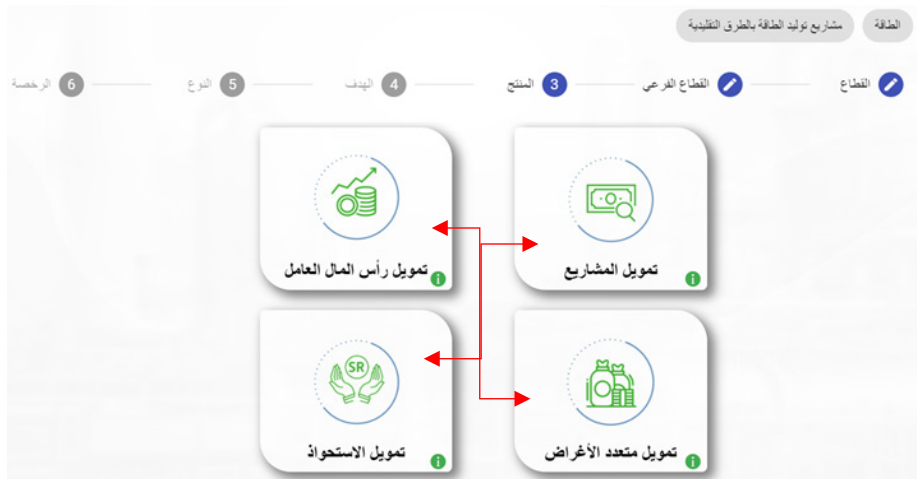 الطاقة مشاريع توليد الطاقة بالطرق التقليدية
القطاع القطاع الفرعي 3 المنتج 4 الهدف 5 النوع 6 الرخصة
تمويل المشاريع تمويل رأس المال العامل
SR
تمويل متعدد الأغراض تمويل الاستحواذ